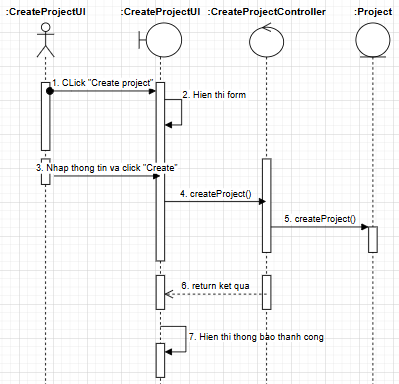 :CreateProjectUI :CreateProjectUI :CreateProjectController :Project
1. CLick "Create project"
2. Hien thi form
3. Nhap thong tin va click "Create"
4. createProject()
5. createProject()
6. return ket qua
7. Hien thi thong bao thanh cong